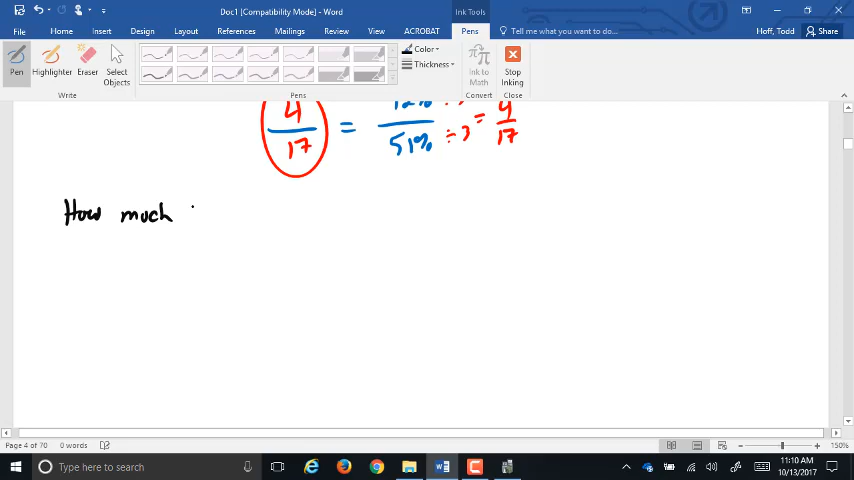 Doc1 [Compatibility Mode] - Word
Ink Tools
File Home Insert Design Layout References Mailings Review View ACROBAT Pens Tell me what you want to do... Hoff, Todd Share
Pen Highlighter Eraser Select Objects
Color
Thickness
Ink to Math
Stop Inking
Write Pens Convert Close
4/17 = 12%/51% ÷3 = 4/17
How much
Page 4 of 70 0 words 150%
Type here to search
11:10 AM
10/13/2017